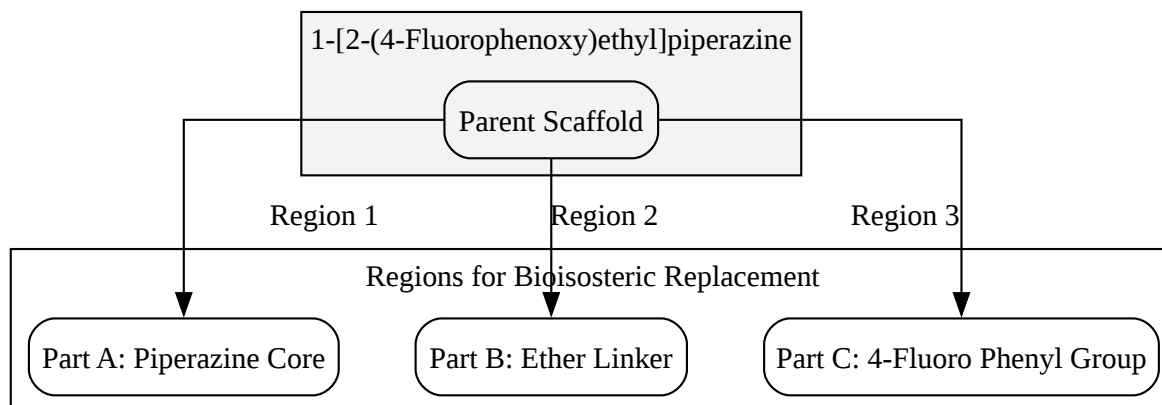 1-[2-(4-Fluorophenoxy)ethyl]piperazine
Parent Scaffold
Region 1
Region 2
Region 3
Regions for Bioisosteric Replacement
Part A: Piperazine Core
Part B: Ether Linker
Part C: 4-Fluoro Phenyl Group